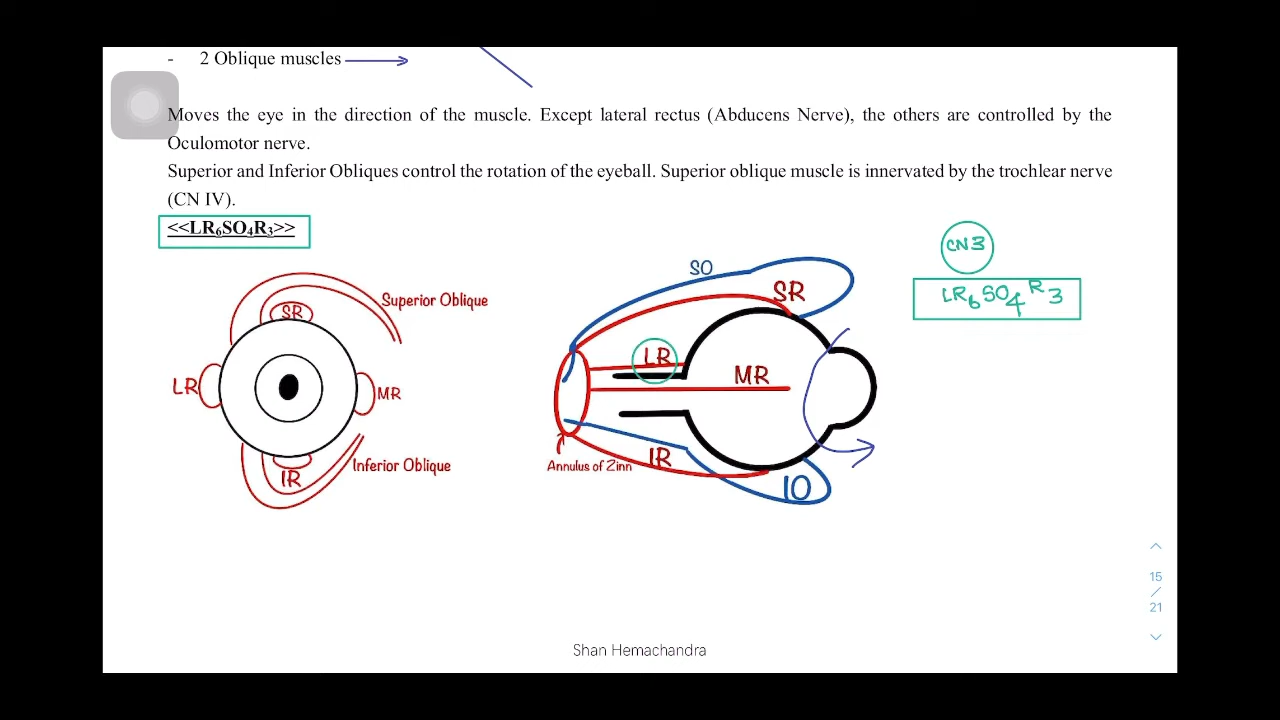 - 2 Oblique muscles
Moves the eye in the direction of the muscle. Except lateral rectus (Abducens Nerve), the others are controlled by the
Oculomotor nerve.
Superior and Inferior Obliques control the rotation of the eyeball. Superior oblique muscle is innervated by the trochlear nerve
(CN IV).
<<LR₆SO₄R₃>>
CN3
LR₆SO₄R3
Superior Oblique
SR
LR
MR
IR
Inferior Oblique
SO
SR
LR
MR
Annulus of Zinn
IR
IO
15
/
21
Shan Hemachandra